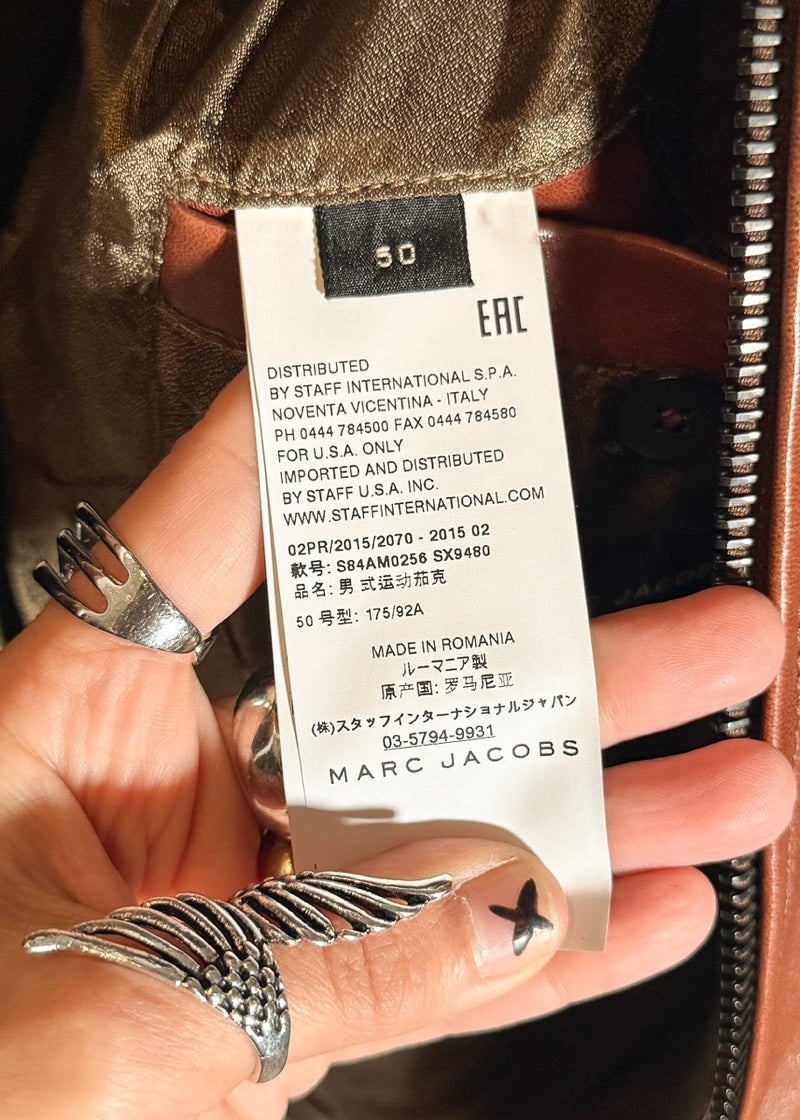 50
EAC
DISTRIBUTED
BY STAFF INTERNATIONAL S.P.A.
NOVENTA VICENTINA - ITALY
PH 0444 784500 FAX 0444 784580
FOR U.S.A. ONLY
IMPORTED AND DISTRIBUTED
BY STAFF U.S.A. INC.
WWW.STAFFINTERNATIONAL.COM
02PR/2015/2070 - 2015 02
款号: S84AM0256 SX9480
品名: 男 式运动茄克
50 号型: 175/92A
MADE IN ROMANIA
ルーマニア製
原产国: 罗马尼亚
(株)スタッフインターナショナルジャパン
03-5794-9931
MARC JACOBS